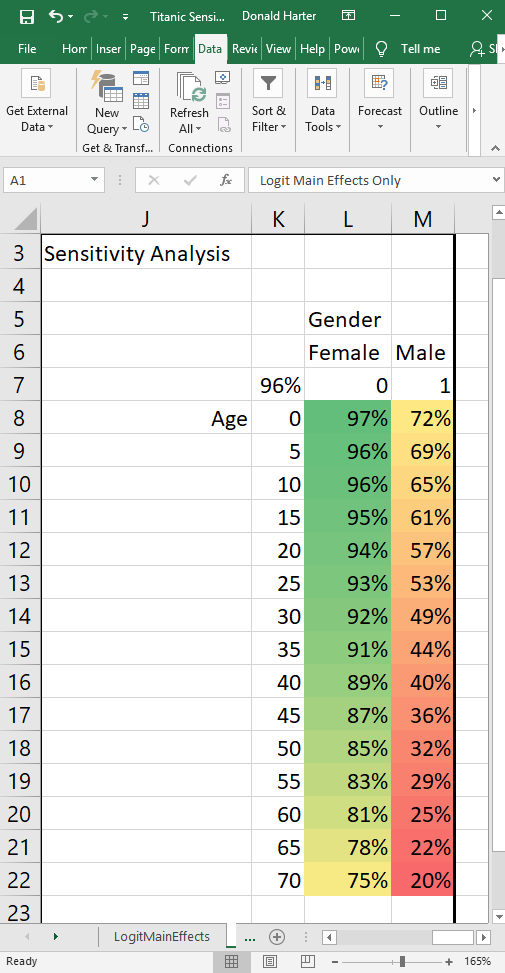 Titanic Sensi... Donald Harter
File Hor Inser Page Forr Data Revie View Help Powe Tell me
Get External Data
New Query
Refresh All
Sort & Filter
Data Tools
Forecast
Outline
Get & Transf... Connections
A1 fx Logit Main Effects Only
J K L M
3 Sensitivity Analysis
4
5 Gender
6 Female Male
7 96% 0 1
8 Age 0 97% 72%
9 5 96% 69%
10 10 96% 65%
11 15 95% 61%
12 20 94% 57%
13 25 93% 53%
14 30 92% 49%
15 35 91% 44%
16 40 89% 40%
17 45 87% 36%
18 50 85% 32%
19 55 83% 29%
20 60 81% 25%
21 65 78% 22%
22 70 75% 20%
23
LogitMainEffects ...
Ready 165%